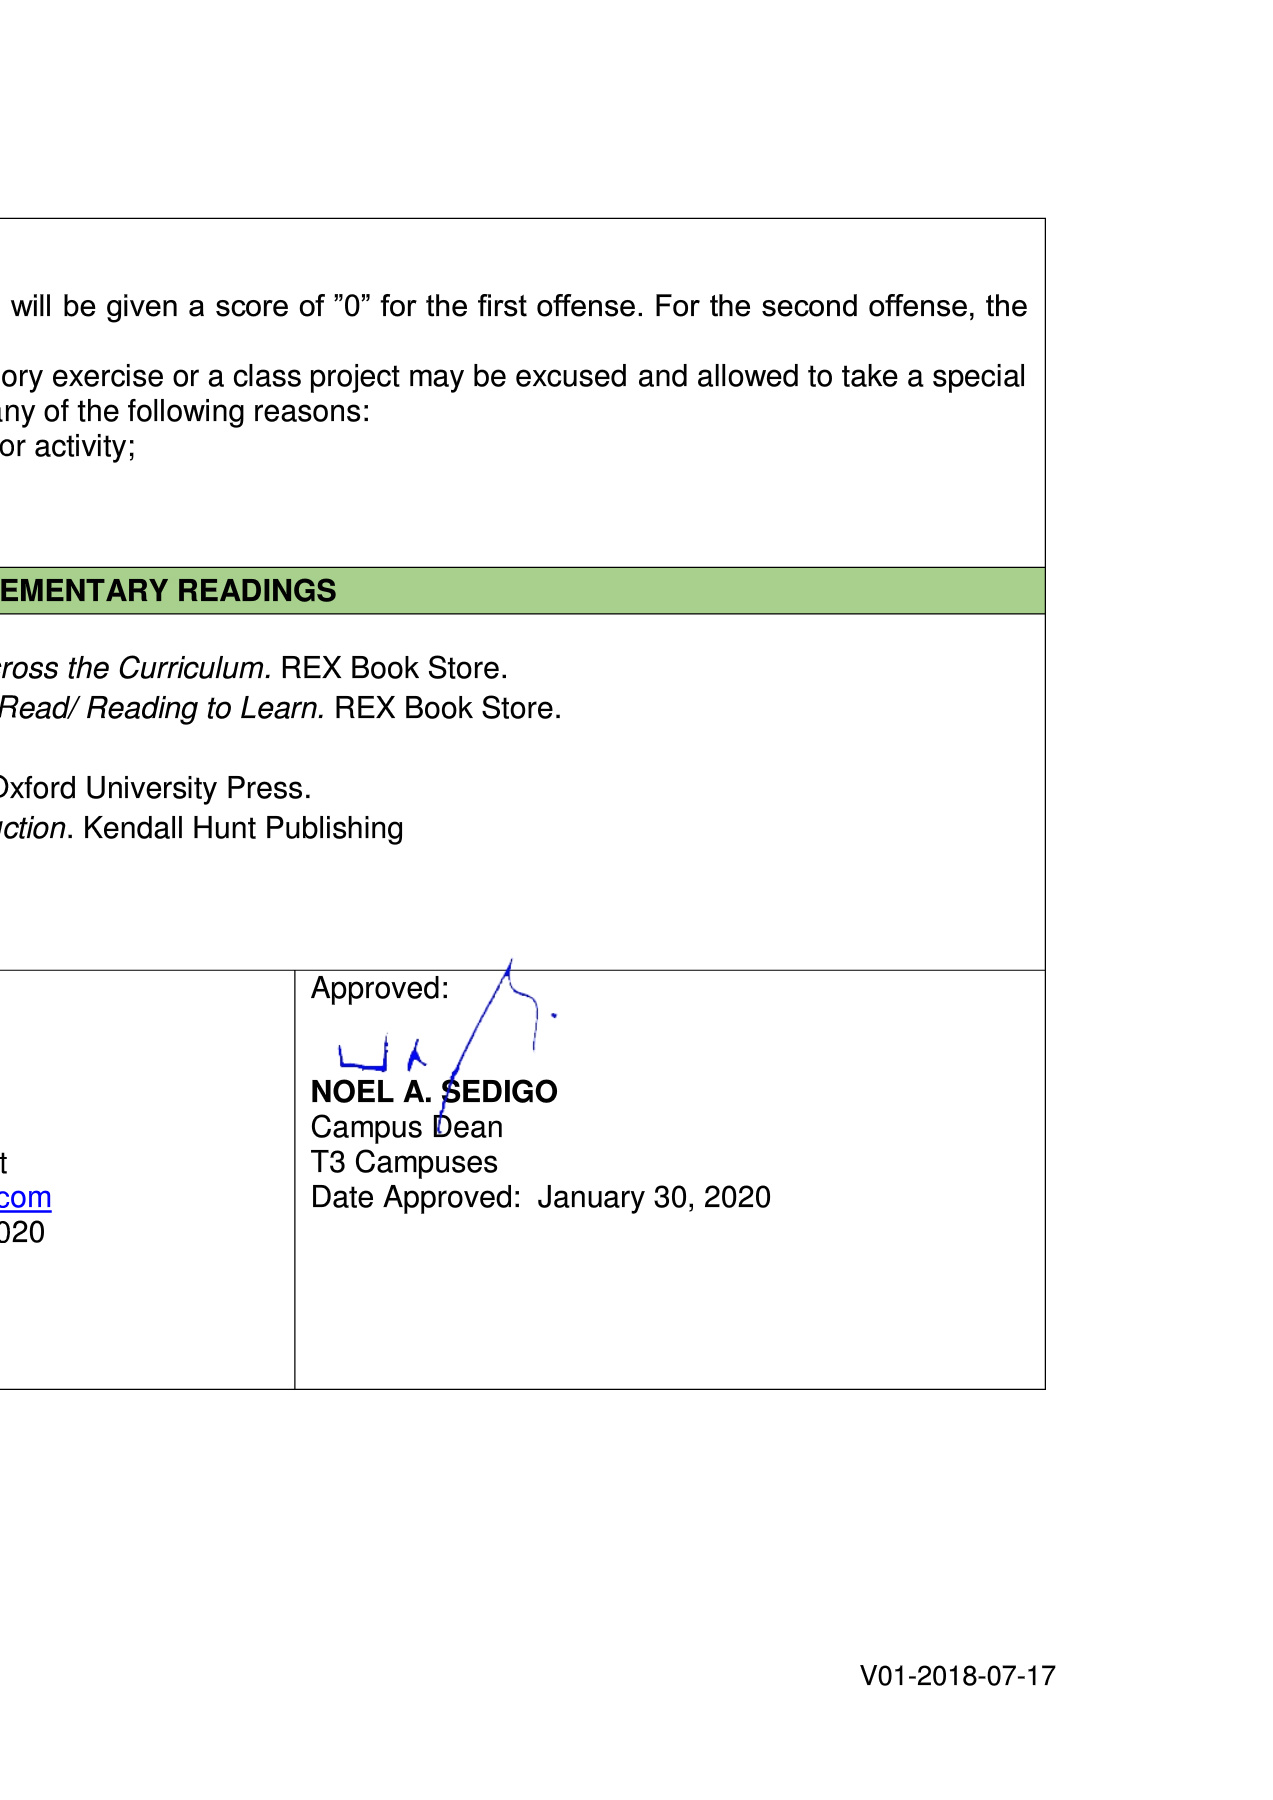 will be given a score of ”0” for the first offense. For the second offense, the
ory exercise or a class project may be excused and allowed to take a special
any of the following reasons:
or activity;
EMENTARY READINGS
cross the Curriculum. REX Book Store.
Read/ Reading to Learn. REX Book Store.
Oxford University Press.
uction. Kendall Hunt Publishing
Approved:
NOEL A. SEDIGO
Campus Dean
T3 Campuses
t
.com
Date Approved: January 30, 2020
020
V01-2018-07-17